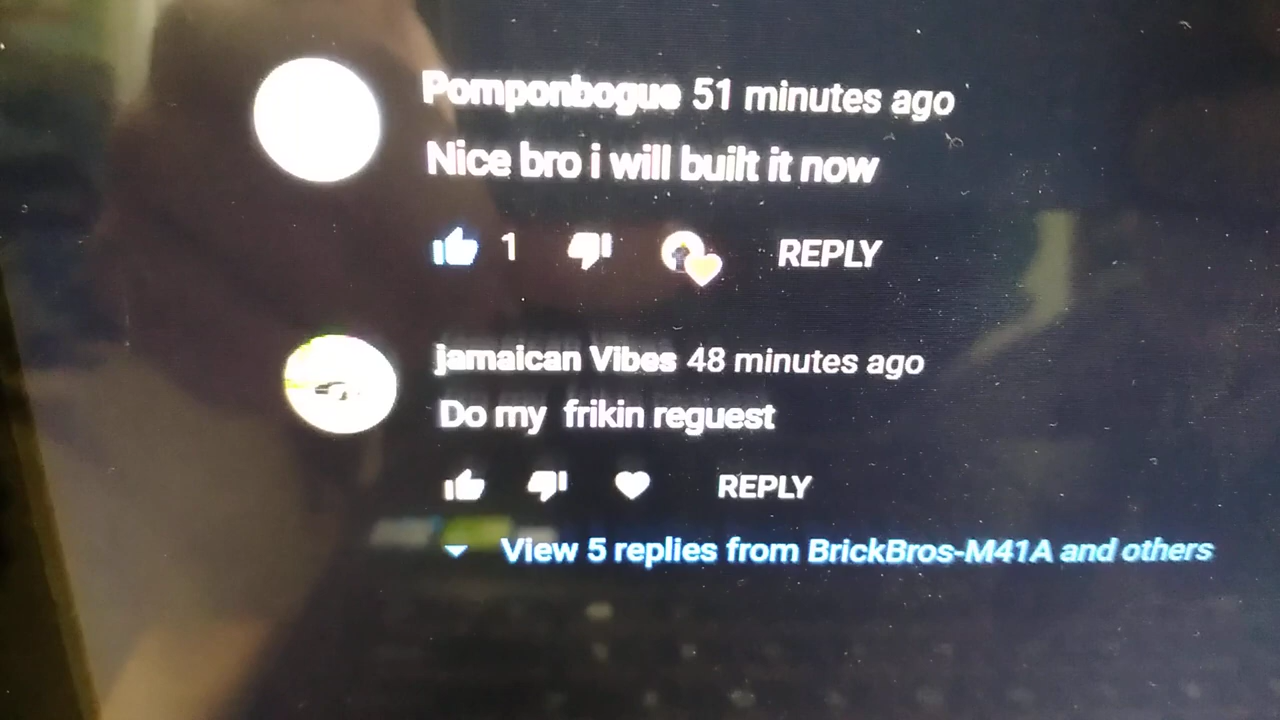 Pomponbogue 51 minutes ago
Nice bro i will built it now
1 REPLY
jamaican Vibes 48 minutes ago
Do my frikin reguest
REPLY
View 5 replies from BrickBros-M41A and others